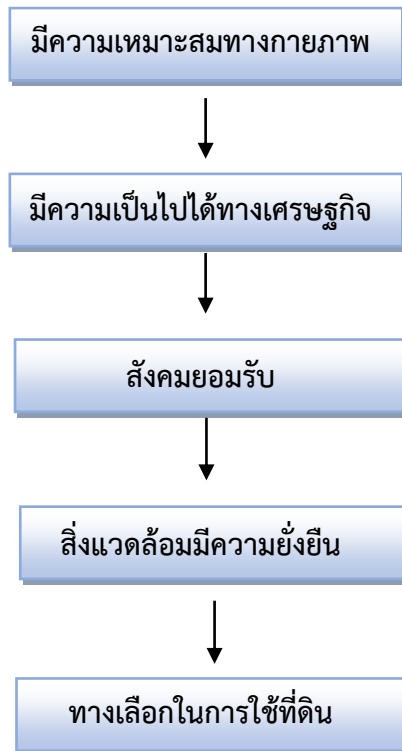 มีความเหมาะสมทางกายภาพ
มีความเป็นไปได้ทางเศรษฐกิจ
สังคมยอมรับ
สิ่งแวดล้อมมีความยั่งยืน
ทางเลือกในการใช้ที่ดิน